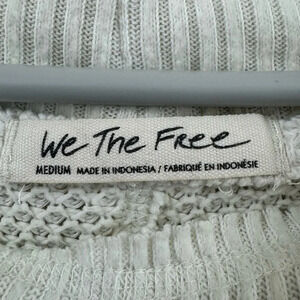 We The Free
MEDIUM MADE IN INDONESIA / FABRIQUÉ EN INDONÉSIE